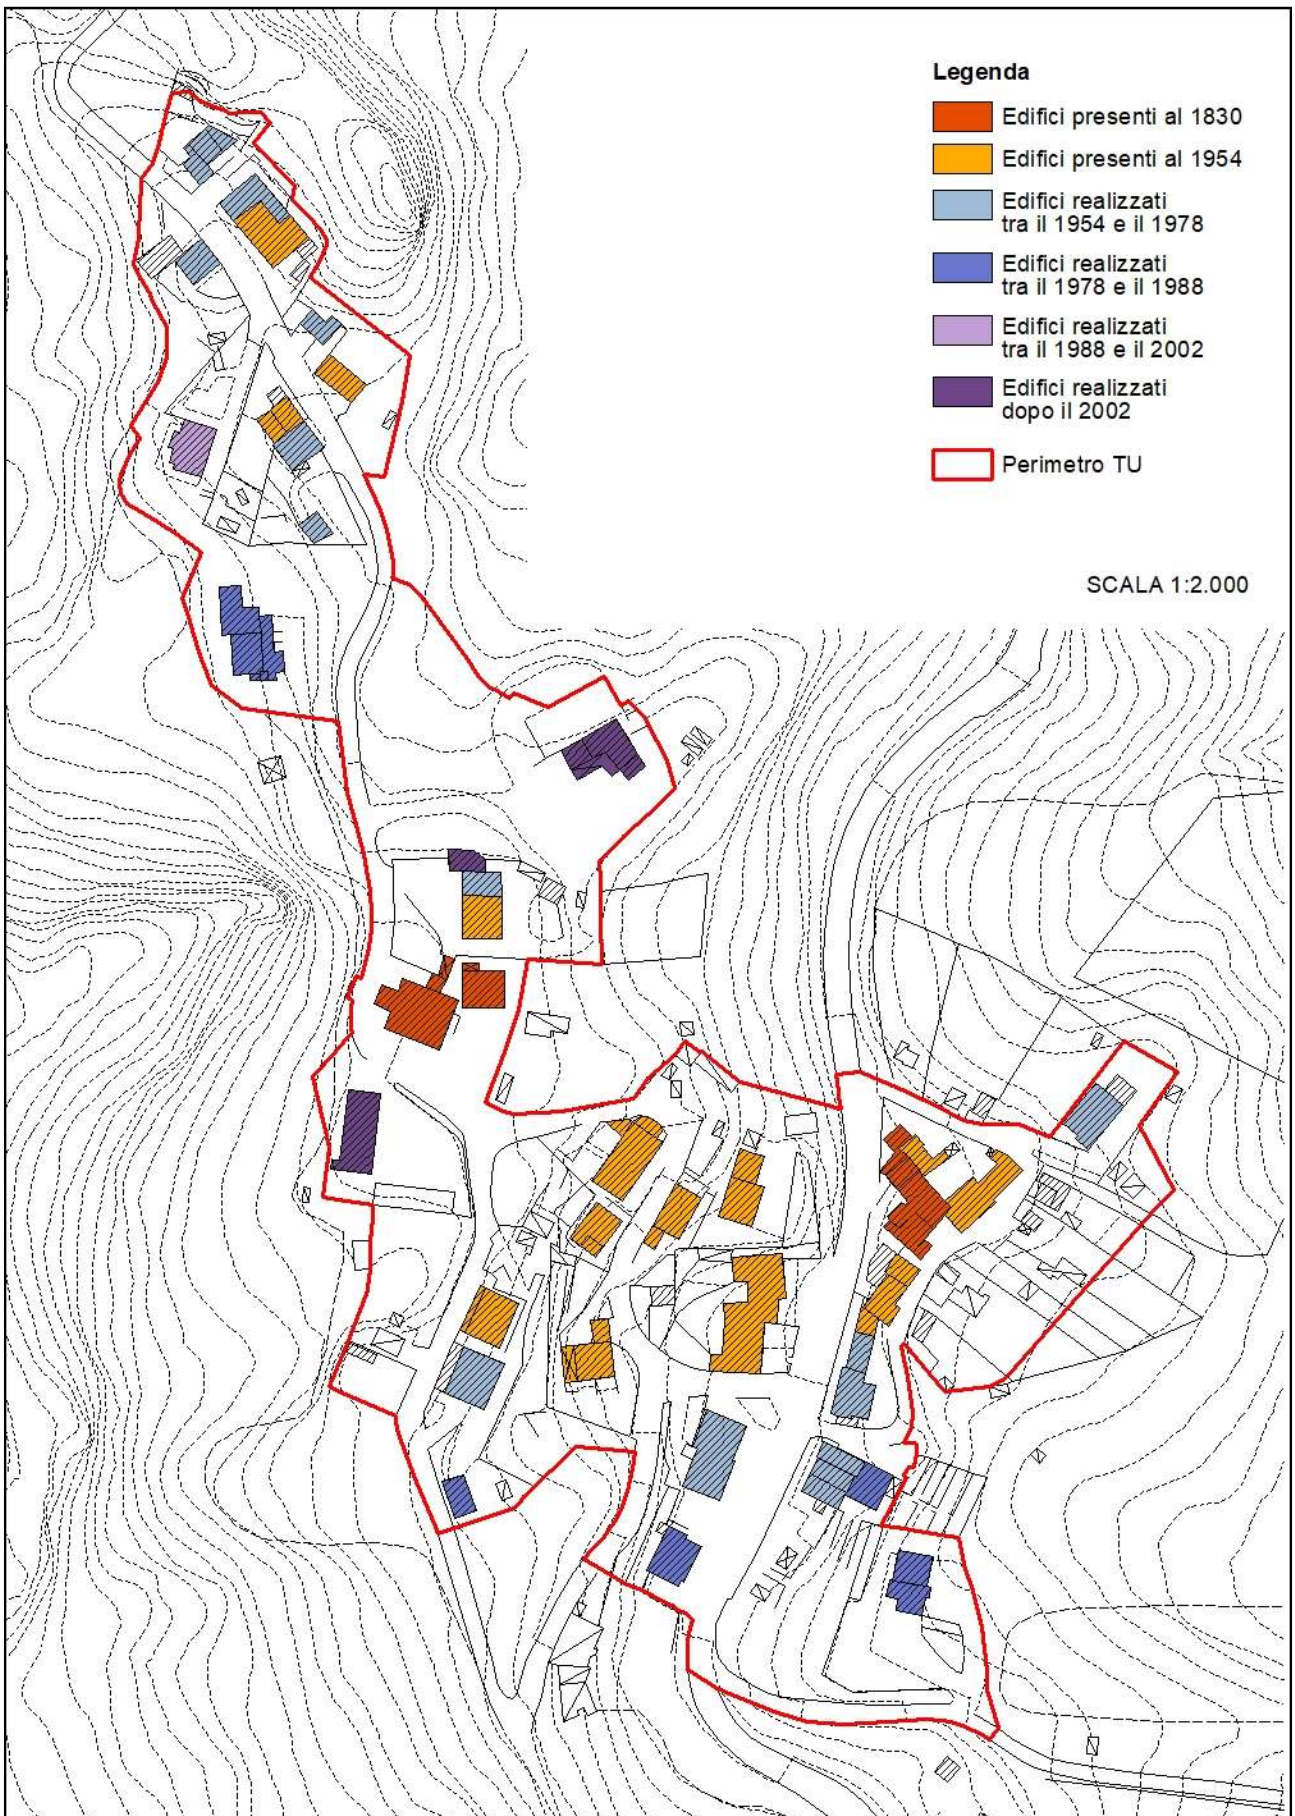 Legenda
Edifici presenti al 1830
Edifici presenti al 1954
Edifici realizzati
tra il 1954 e il 1978
Edifici realizzati
tra il 1978 e il 1988
Edifici realizzati
tra il 1988 e il 2002
Edifici realizzati
dopo il 2002
Perimetro TU
SCALA 1:2.000